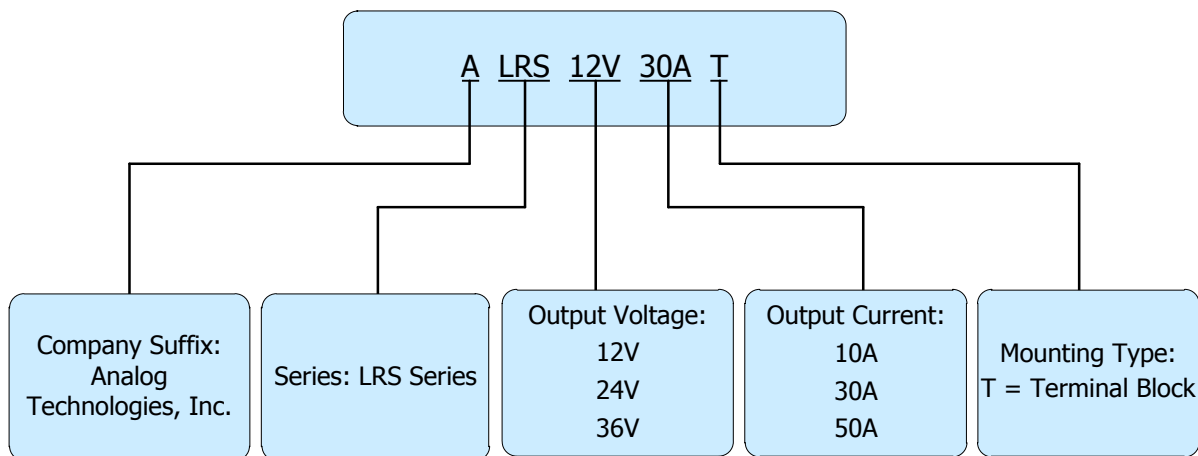 A LRS 12V 30A T
Company Suffix:
Analog
Technologies, Inc.
Series: LRS Series
Output Voltage:
12V
24V
36V
Output Current:
10A
30A
50A
Mounting Type:
T = Terminal Block